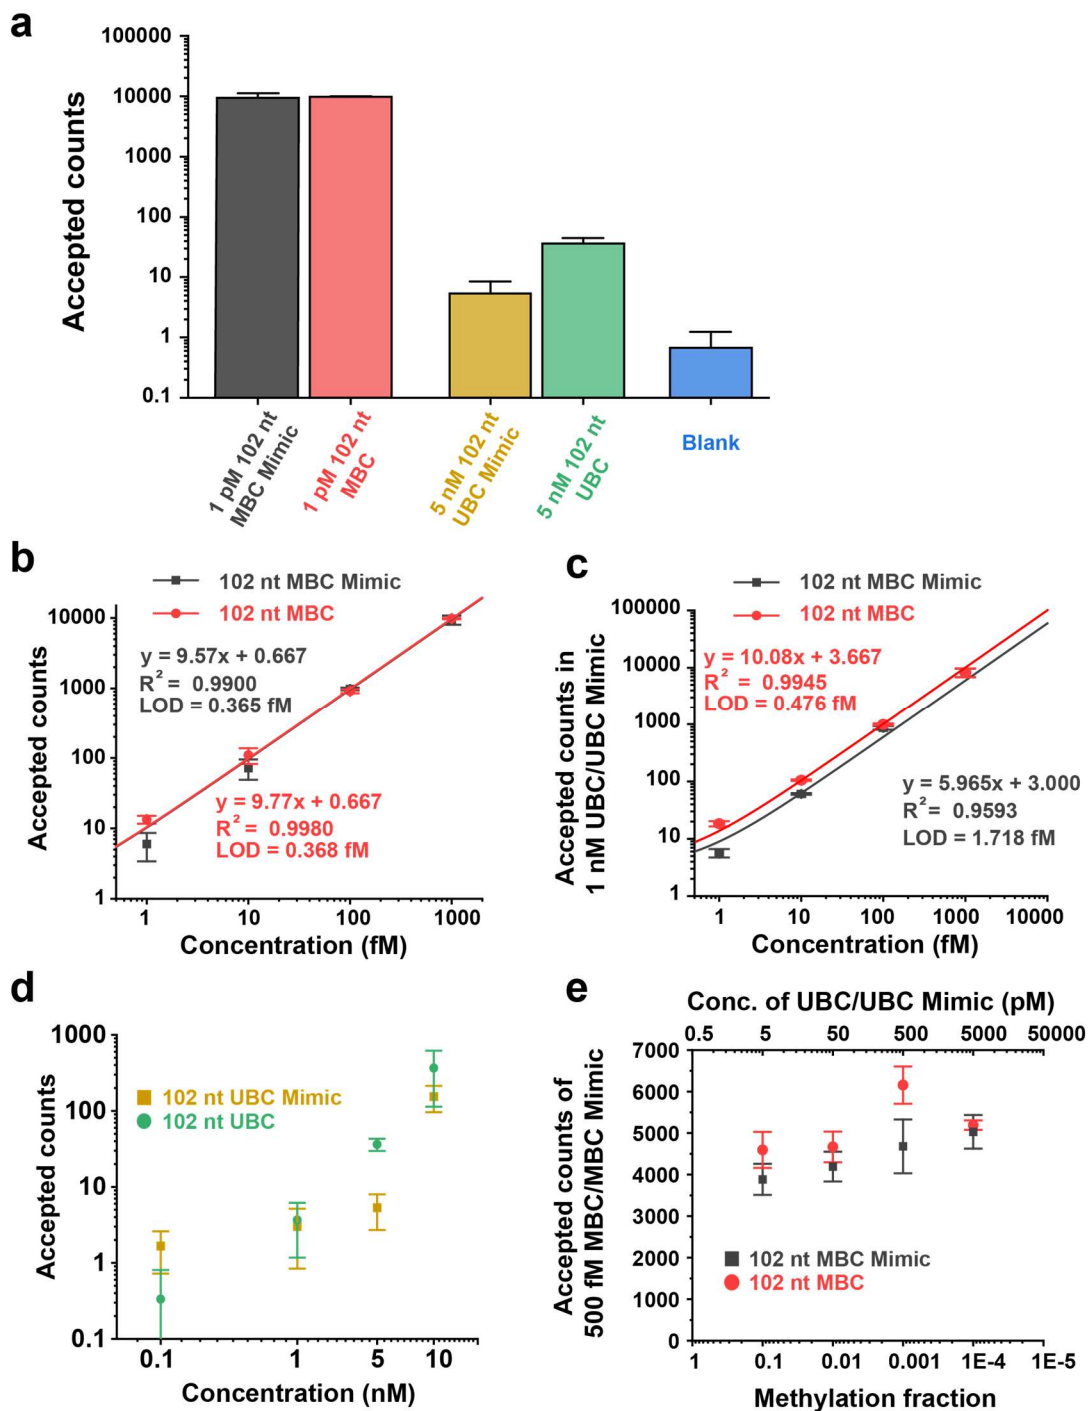 a
100000
10000
1000
100
10
1
0.1
Accepted counts
1 pM 102 nt
MBC Mimic
1 pM 102 nt
MBC
5 nM 102 nt
UBC Mimic
5 nM 102 nt
UBC
Blank
b
102 nt MBC Mimic
102 nt MBC
10000
1000
100
10
1
Accepted counts
y = 9.57x + 0.667
R² = 0.9900
LOD = 0.365 fM
y = 9.77x + 0.667
R² = 0.9980
LOD = 0.368 fM
1 10 100 1000
Concentration (fM)
c
102 nt MBC Mimic
102 nt MBC
100000
10000
1000
100
10
1
Accepted counts in
1 nM UBC/UBC Mimic
y = 10.08x + 3.667
R² = 0.9945
LOD = 0.476 fM
y = 5.965x + 3.000
R² = 0.9593
LOD = 1.718 fM
1 10 100 1000 10000
Concentration (fM)
d
1000
100
10
1
0.1
Accepted counts
102 nt UBC Mimic
102 nt UBC
0.1 1 5 10
Concentration (nM)
e
Conc. of UBC/UBC Mimic (pM)
0.5 5 50 500 5000 50000
7000
6000
5000
4000
3000
2000
1000
0
Accepted counts of
500 fM MBC/MBC Mimic
102 nt MBC Mimic
102 nt MBC
1 0.1 0.01 0.001 1E-4 1E-5
Methylation fraction